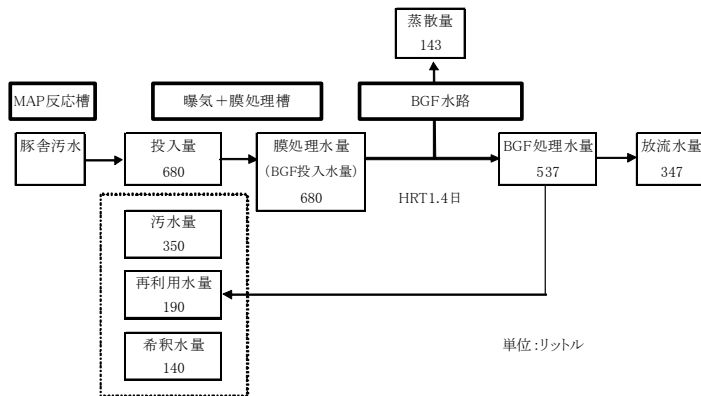 蒸散量
143
MAP反応槽
曝気＋膜処理槽
BGF水路
豚舎汚水
投入量
680
膜処理水量
(BGF投入水量)
680
HRT1.4日
BGF処理水量
537
放流水量
347
汚水量
350
再利用水量
190
希釈水量
140
単位:リットル